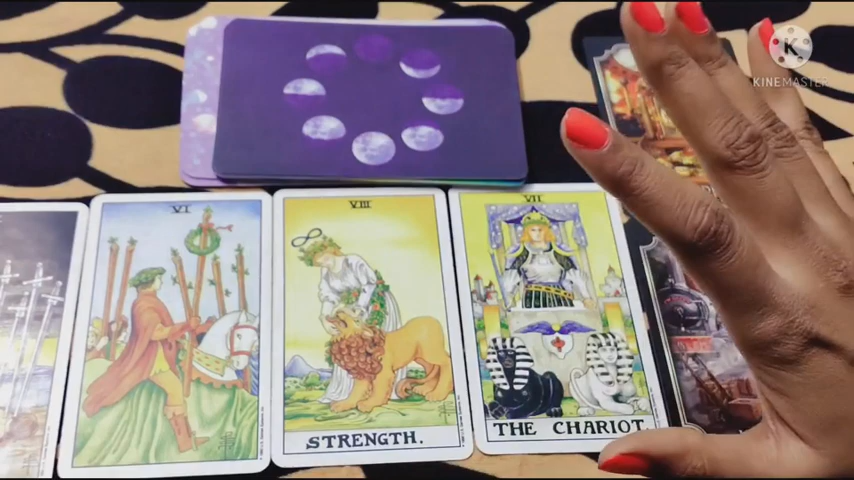 KINEMASTER
VI
VIII
VII
STRENGTH.
THE CHARIOT.